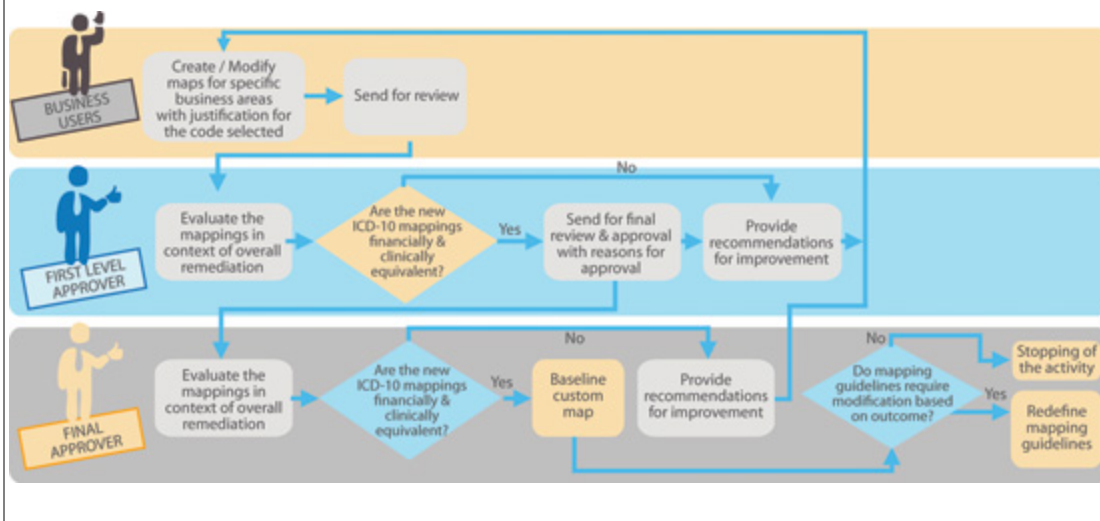 BUSINESS
USERS
Create / Modify
maps for specific
business areas
with justification for
the code selected
Send for review
FIRST LEVEL
APPROVER
Evaluate the
mappings in
context of overall
remediation
Are the new
ICD-10 mappings
financially &
clinically
equivalent?
No
Yes
Send for final
review & approval
with reasons for
approval
Provide
recommendations
for improvement
FINAL
APPROVER
Evaluate the
mappings in
context of overall
remediation
Are the new
ICD-10 mappings
financially &
clinically
equivalent?
No
Yes
Baseline
custom
map
Provide
recommendations
for improvement
Do mapping
guidelines require
modification based
on outcome?
No
Stopping of
the activity
Yes
Redefine
mapping
guidelines